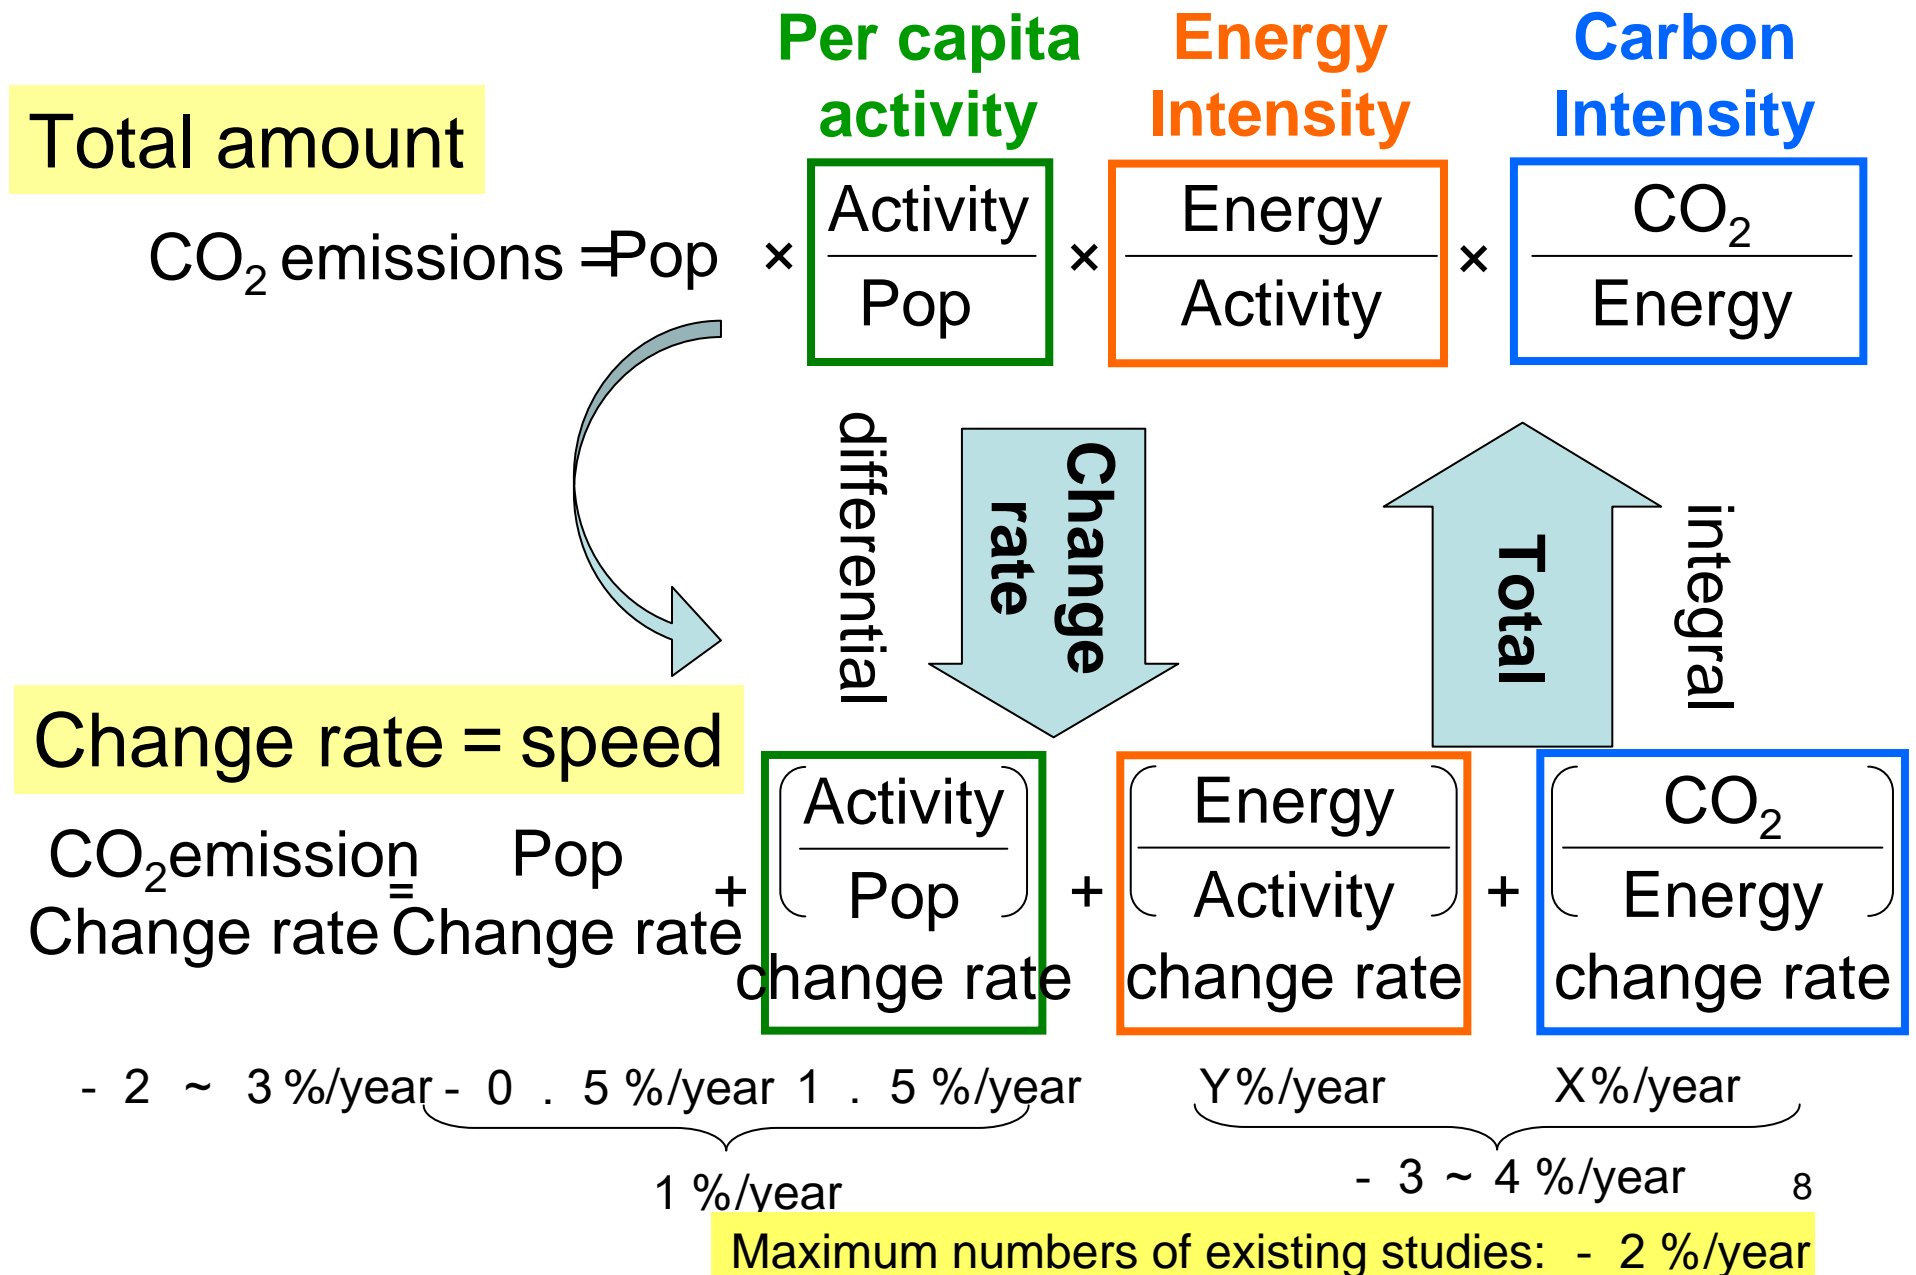 Per capita activity
Energy Intensity
Carbon Intensity
Total amount
CO₂ emissions =Pop × Activity / Pop × Energy / Activity × CO₂ / Energy
differential
Change rate
Total
integral
Change rate = speed
CO₂emission Change rate = Pop Change rate + (Activity / Pop) change rate + (Energy / Activity) change rate + (CO₂ / Energy) change rate
- 2 ~ 3 %/year - 0 . 5 %/year 1 . 5 %/year Y%/year X%/year
1 %/year
- 3 ~ 4 %/year
8
Maximum numbers of existing studies: - 2 %/year